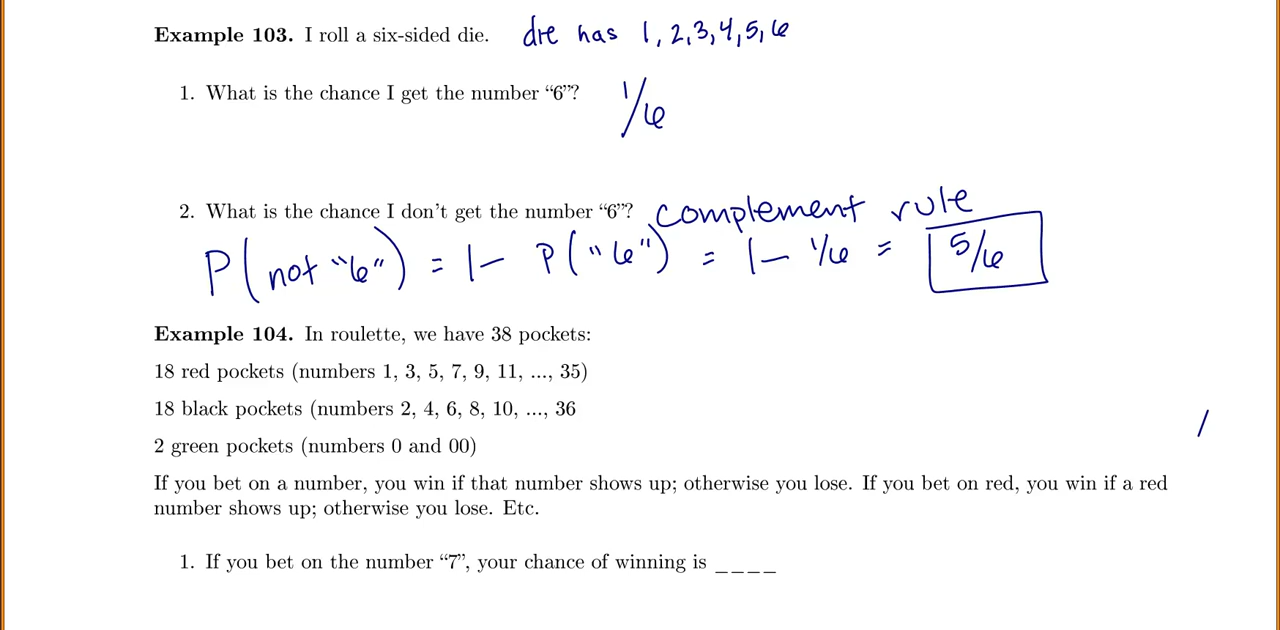 Example 103. I roll a six-sided die. die has 1, 2, 3, 4, 5, 6
1. What is the chance I get the number “6”? 1/6
2. What is the chance I don’t get the number “6”? complement rule
P(not “6”) = 1 – P(“6”) = 1 – 1/6 = 5/6
Example 104. In roulette, we have 38 pockets:
18 red pockets (numbers 1, 3, 5, 7, 9, 11, ..., 35)
18 black pockets (numbers 2, 4, 6, 8, 10, ..., 36
2 green pockets (numbers 0 and 00)
If you bet on a number, you win if that number shows up; otherwise you lose. If you bet on red, you win if a red
number shows up; otherwise you lose. Etc.
1. If you bet on the number “7”, your chance of winning is ____